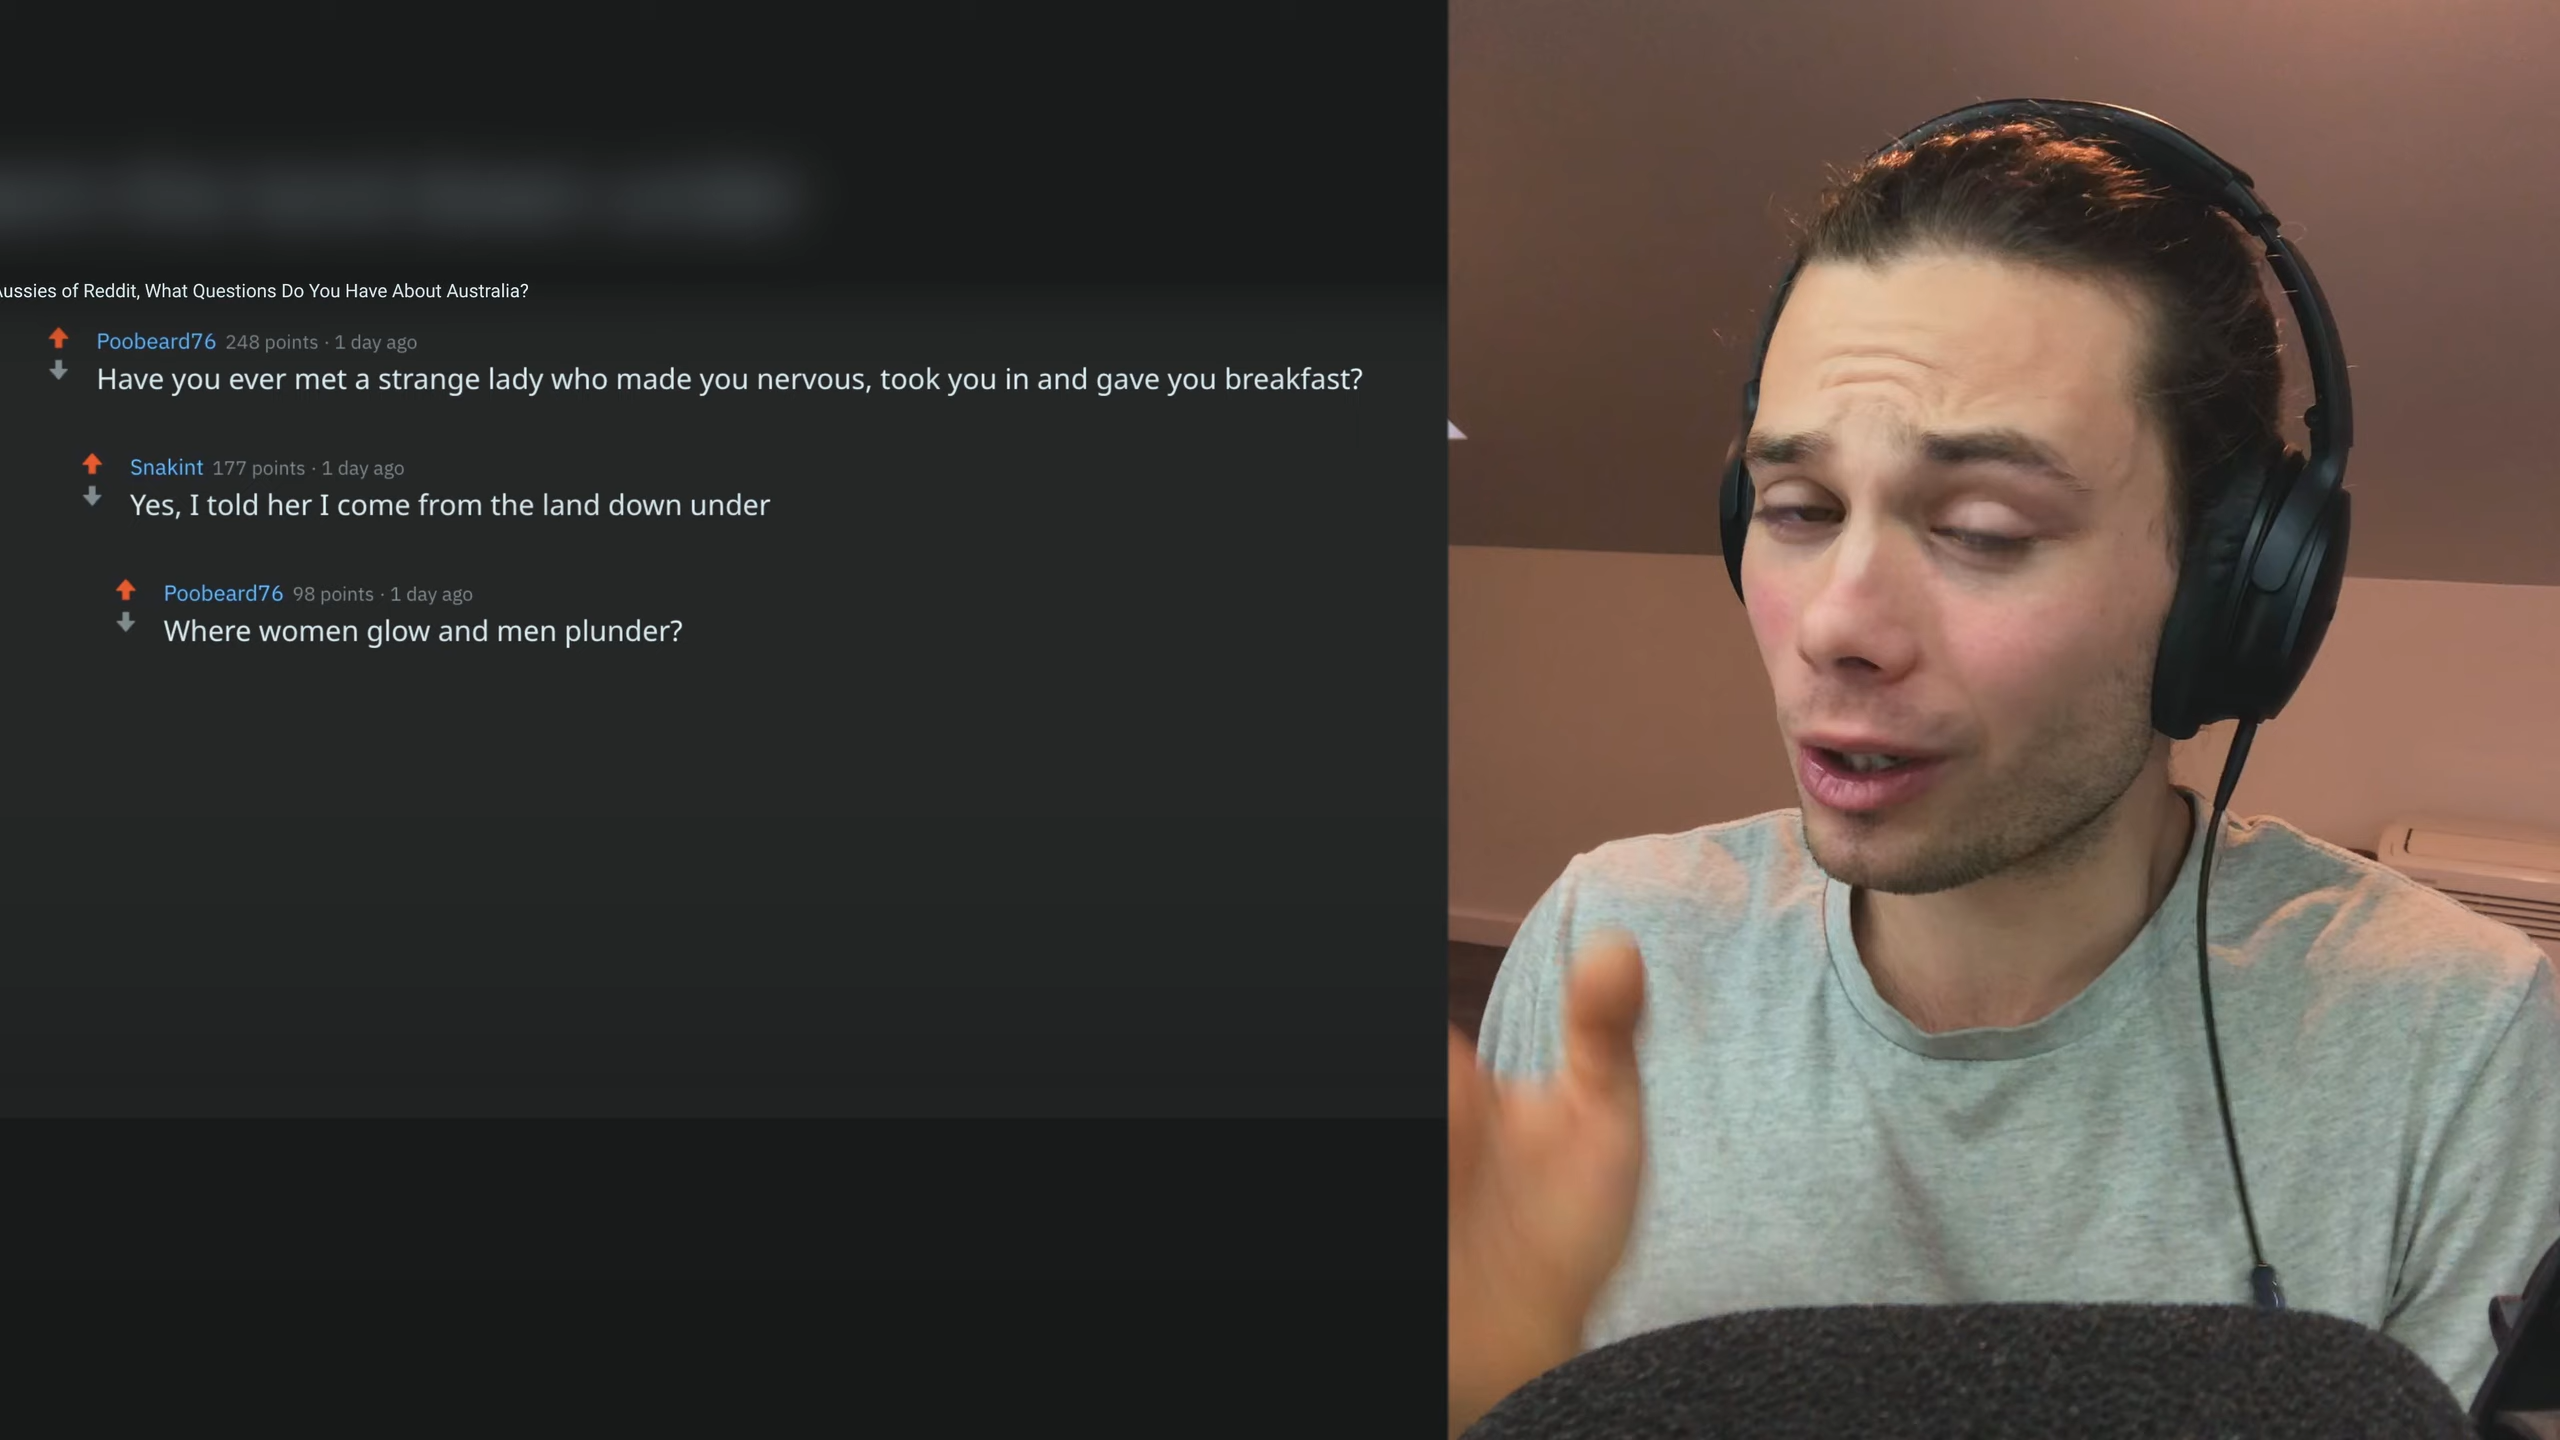 ussies of Reddit, What Questions Do You Have About Australia?
Poobeard76 248 points · 1 day ago
Have you ever met a strange lady who made you nervous, took you in and gave you breakfast?
Snakint 177 points · 1 day ago
Yes, I told her I come from the land down under
Poobeard76 98 points · 1 day ago
Where women glow and men plunder?